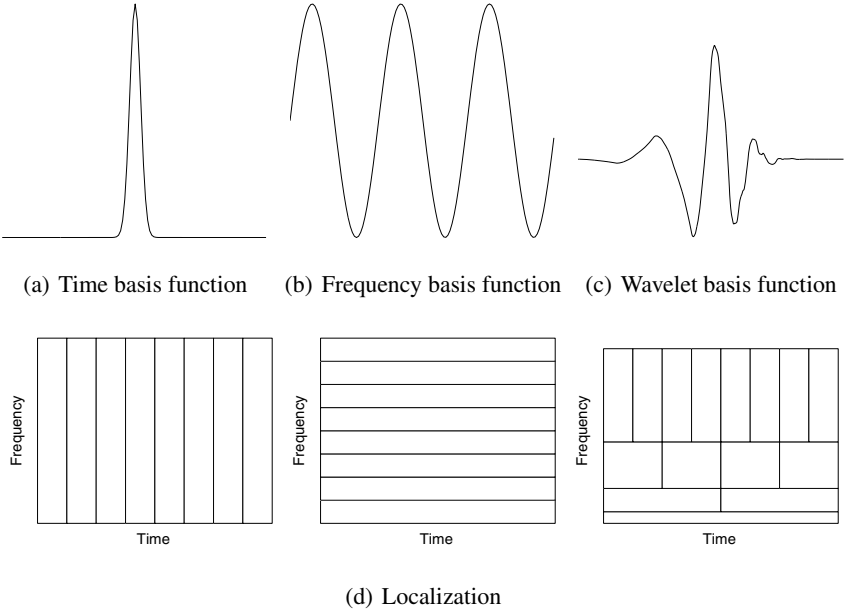 (a) Time basis function
(b) Frequency basis function
(c) Wavelet basis function
Frequency
Time
Frequency
Time
Frequency
Time
(d) Localization